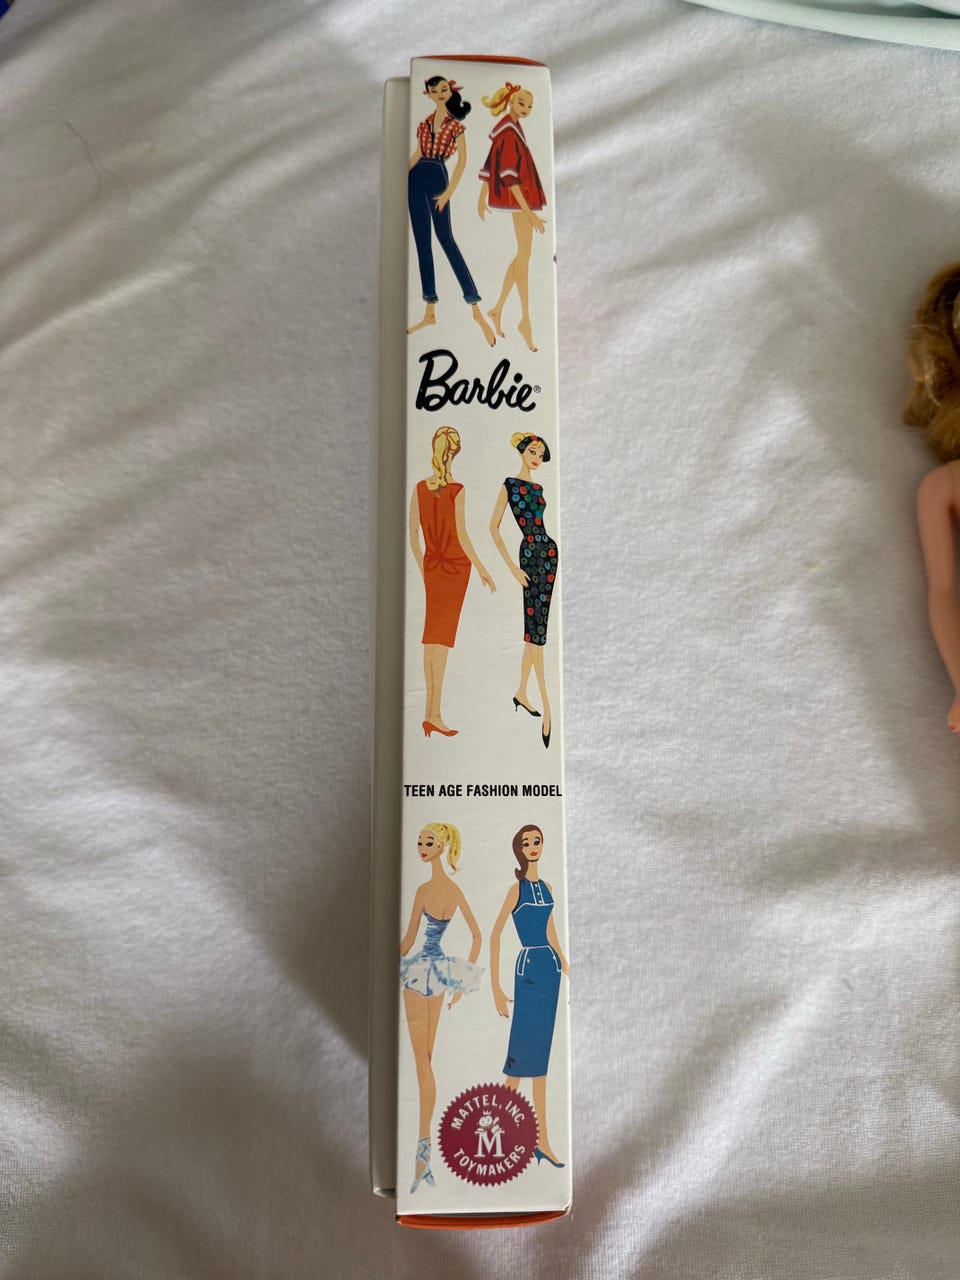 Barbie®
TEEN AGE FASHION MODEL
MATTEL, INC.
M
TOYMAKERS